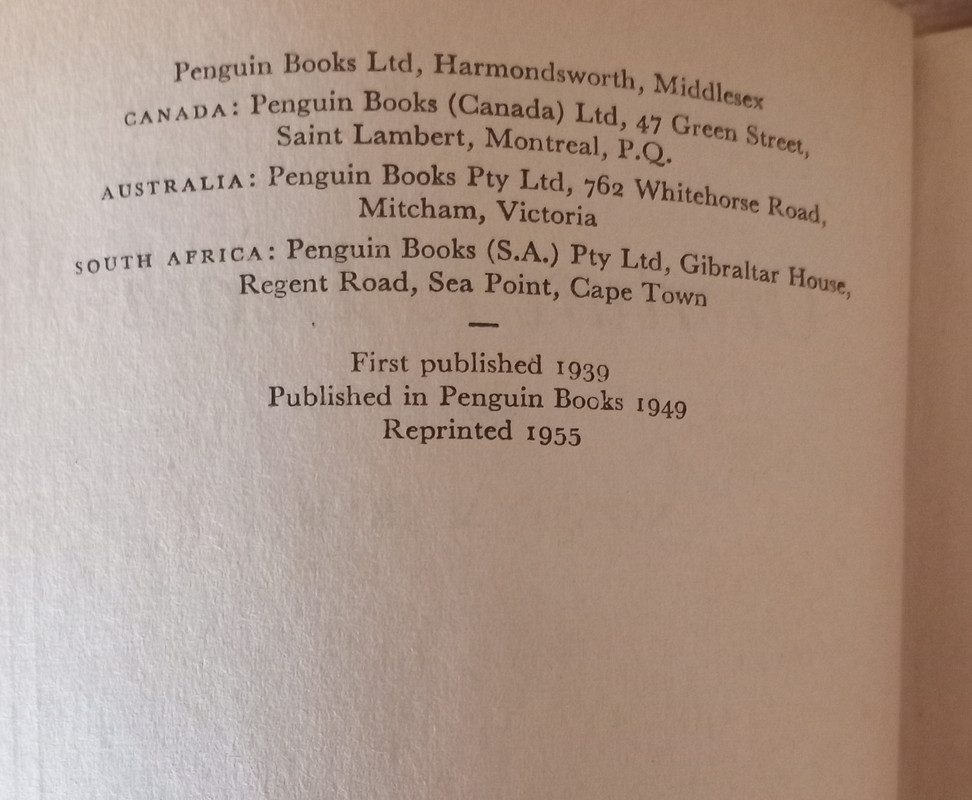 Penguin Books Ltd, Harmondsworth, Middlesex
CANADA: Penguin Books (Canada) Ltd, 47 Green Street,
Saint Lambert, Montreal, P.Q.
AUSTRALIA: Penguin Books Pty Ltd, 762 Whitehorse Road,
Mitcham, Victoria
SOUTH AFRICA: Penguin Books (S.A.) Pty Ltd, Gibraltar House,
Regent Road, Sea Point, Cape Town
—
First published 1939
Published in Penguin Books 1949
Reprinted 1955